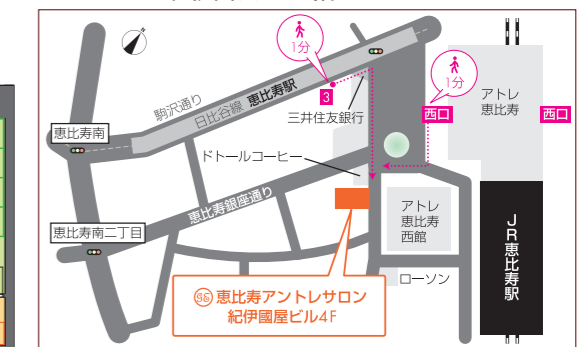 1分
1分
アトレ
恵比寿
西口
西口
駒沢通り
日比谷線 恵比寿駅
3
三井住友銀行
恵比寿南
ドトールコーヒー
恵比寿銀座通り
恵比寿南二丁目
アトレ
恵比寿
西館
JR恵比寿駅
ローソン
恵比寿アントレサロン
紀伊國屋ビル4F